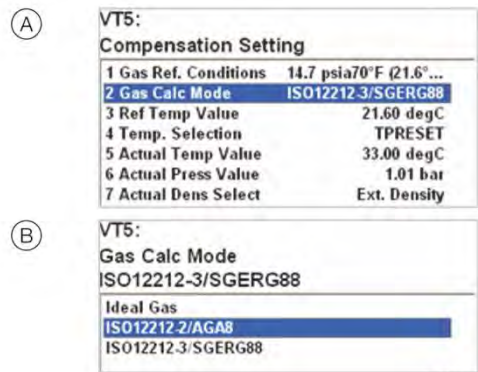 A
VT5:
Compensation Setting
1 Gas Ref. Conditions 14.7 psia70°F (21.6°...
2 Gas Calc Mode ISO12212-3/SGERG88
3 Ref Temp Value 21.60 degC
4 Temp. Selection TPRESET
5 Actual Temp Value 33.00 degC
6 Actual Press Value 1.01 bar
7 Actual Dens Select Ext. Density
B
VT5:
Gas Calc Mode
ISO12212-3/SGERG88
Ideal Gas
ISO12212-2/AGA8
ISO12212-3/SGERG88